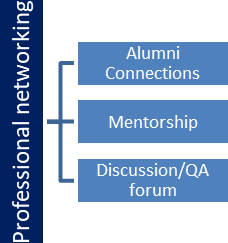 Professional networking
Alumni
Connections
Mentorship
Discussion/QA
forum